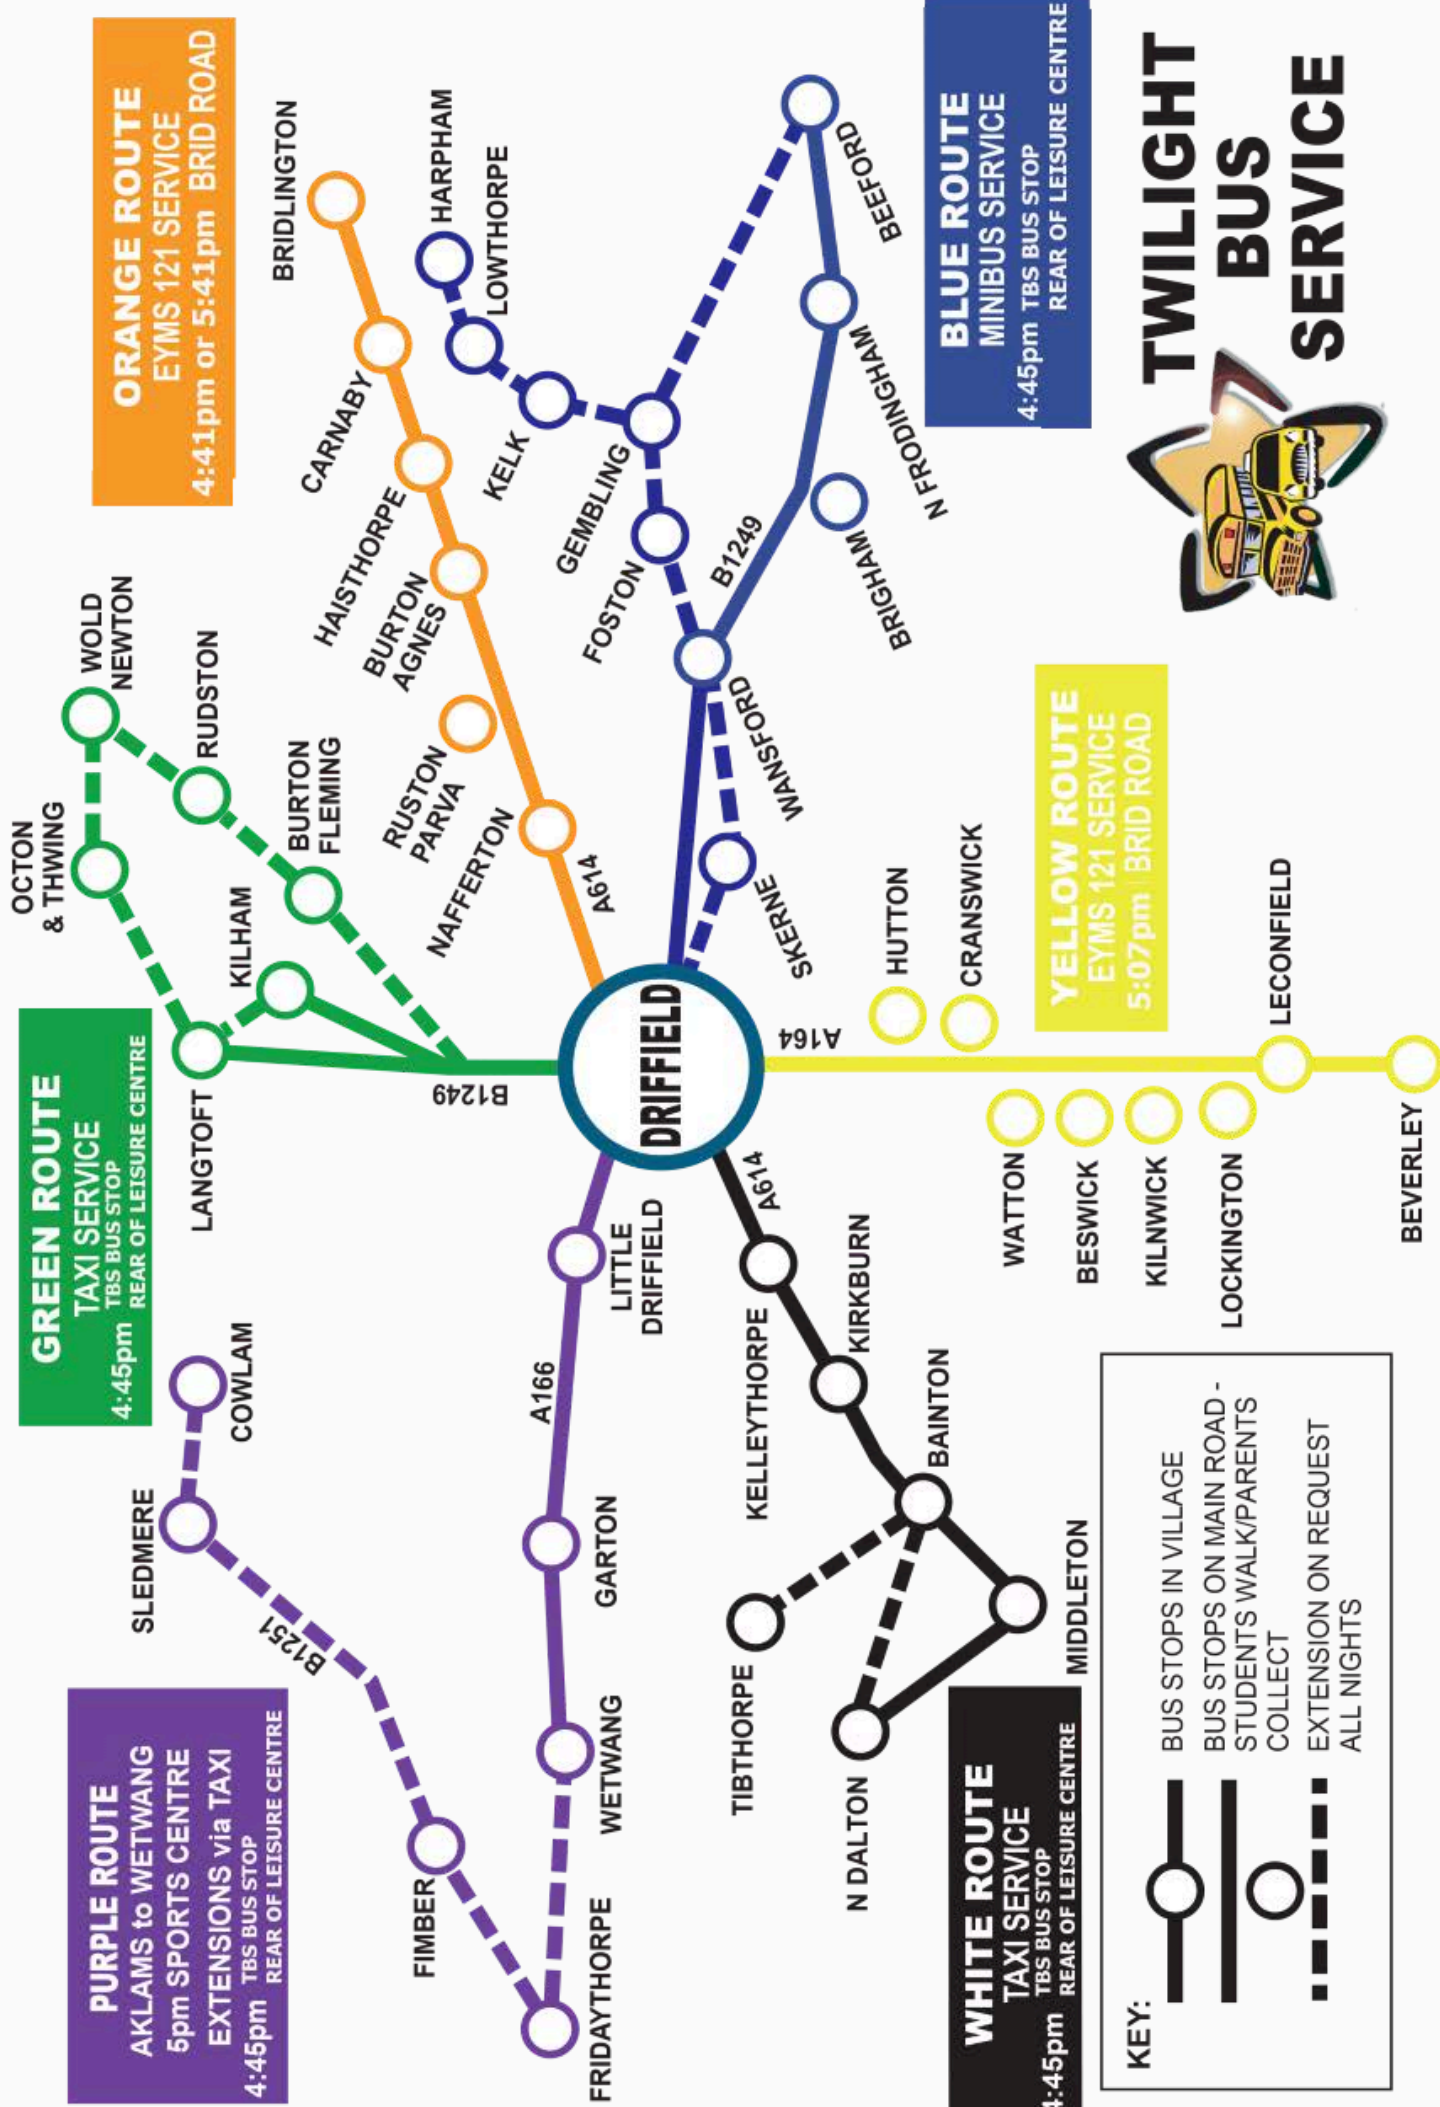 PURPLE ROUTE
AKLAMS to WETWANG
5pm SPORTS CENTRE
EXTENSIONS via TAXI
4:45pm TBS BUS STOP
REAR OF LEISURE CENTRE
GREEN ROUTE
TAXI SERVICE
4:45pm TBS BUS STOP
REAR OF LEISURE CENTRE
ORANGE ROUTE
EYMS 121 SERVICE
4:41pm or 5:41pm BRID ROAD
SLEDMERE
COWLAM
B1251
FIMBER
FRIDAYTHORPE
WETWANG
GARTON
A166
LITTLE
DRIFFIELD
LANGTOFT
KILHAM
OCTON
& THWING
WOLD
NEWTON
RUDSTON
BURTON
FLEMING
B1249
BRIDLINGTON
CARNABY
HAISTHORPE
BURTON
AGNES
RUSTON
PARVA
NAFFERTON
A614
HARPHAM
LOWTHORPE
KELK
GEMBLING
FOSTON
B1249
WANSFORD
SKERNE
BRIGHAM
N FRODINGHAM
BEEFORD
DRIFFIELD
A614
KELLEYTHORPE
KIRKBURN
BAINTON
TIBTHORPE
N DALTON
MIDDLETON
A164
HUTTON
CRANSWICK
WATTON
BESWICK
KILNWICK
LOCKINGTON
LECONFIELD
BEVERLEY
WHITE ROUTE
TAXI SERVICE
4:45pm TBS BUS STOP
REAR OF LEISURE CENTRE
YELLOW ROUTE
EYMS 121 SERVICE
5:07pm BRID ROAD
BLUE ROUTE
MINIBUS SERVICE
4:45pm TBS BUS STOP
REAR OF LEISURE CENTRE
KEY:
BUS STOPS IN VILLAGE
BUS STOPS ON MAIN ROAD -
STUDENTS WALK/PARENTS
COLLECT
EXTENSION ON REQUEST
ALL NIGHTS
TWILIGHT
BUS
SERVICE